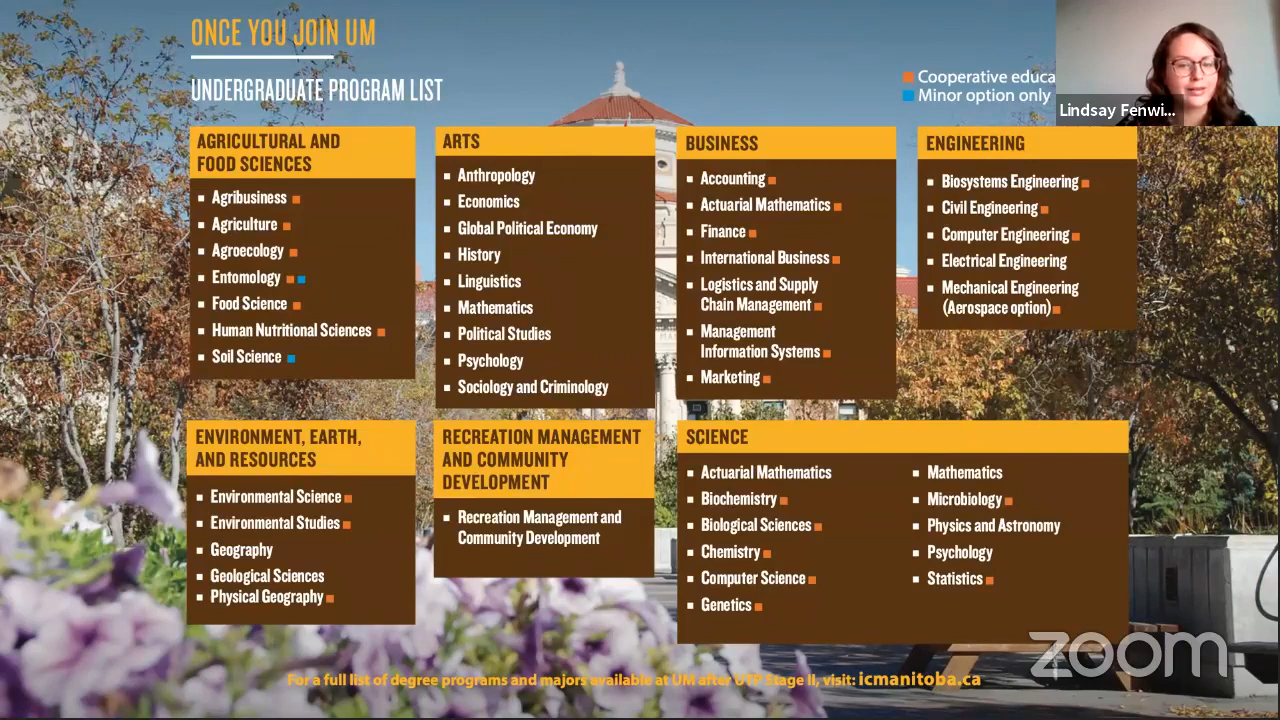 ONCE YOU JOIN UM
UNDERGRADUATE PROGRAM LIST
Cooperative educa
Minor option only
Lindsay Fenwi...
AGRICULTURAL AND
FOOD SCIENCES
Agribusiness
Agriculture
Agroecology
Entomology
Food Science
Human Nutritional Sciences
Soil Science
ARTS
Anthropology
Economics
Global Political Economy
History
Linguistics
Mathematics
Political Studies
Psychology
Sociology and Criminology
BUSINESS
Accounting
Actuarial Mathematics
Finance
International Business
Logistics and Supply
Chain Management
Management
Information Systems
Marketing
ENGINEERING
Biosystems Engineering
Civil Engineering
Computer Engineering
Electrical Engineering
Mechanical Engineering
(Aerospace option)
ENVIRONMENT, EARTH,
AND RESOURCES
Environmental Science
Environmental Studies
Geography
Geological Sciences
Physical Geography
RECREATION MANAGEMENT
AND COMMUNITY
DEVELOPMENT
Recreation Management and
Community Development
SCIENCE
Actuarial Mathematics
Biochemistry
Biological Sciences
Chemistry
Computer Science
Genetics
Mathematics
Microbiology
Physics and Astronomy
Psychology
Statistics
zoom
For a full list of degree programs and majors available at UM after UTP Stage II, visit: icmanitoba.ca